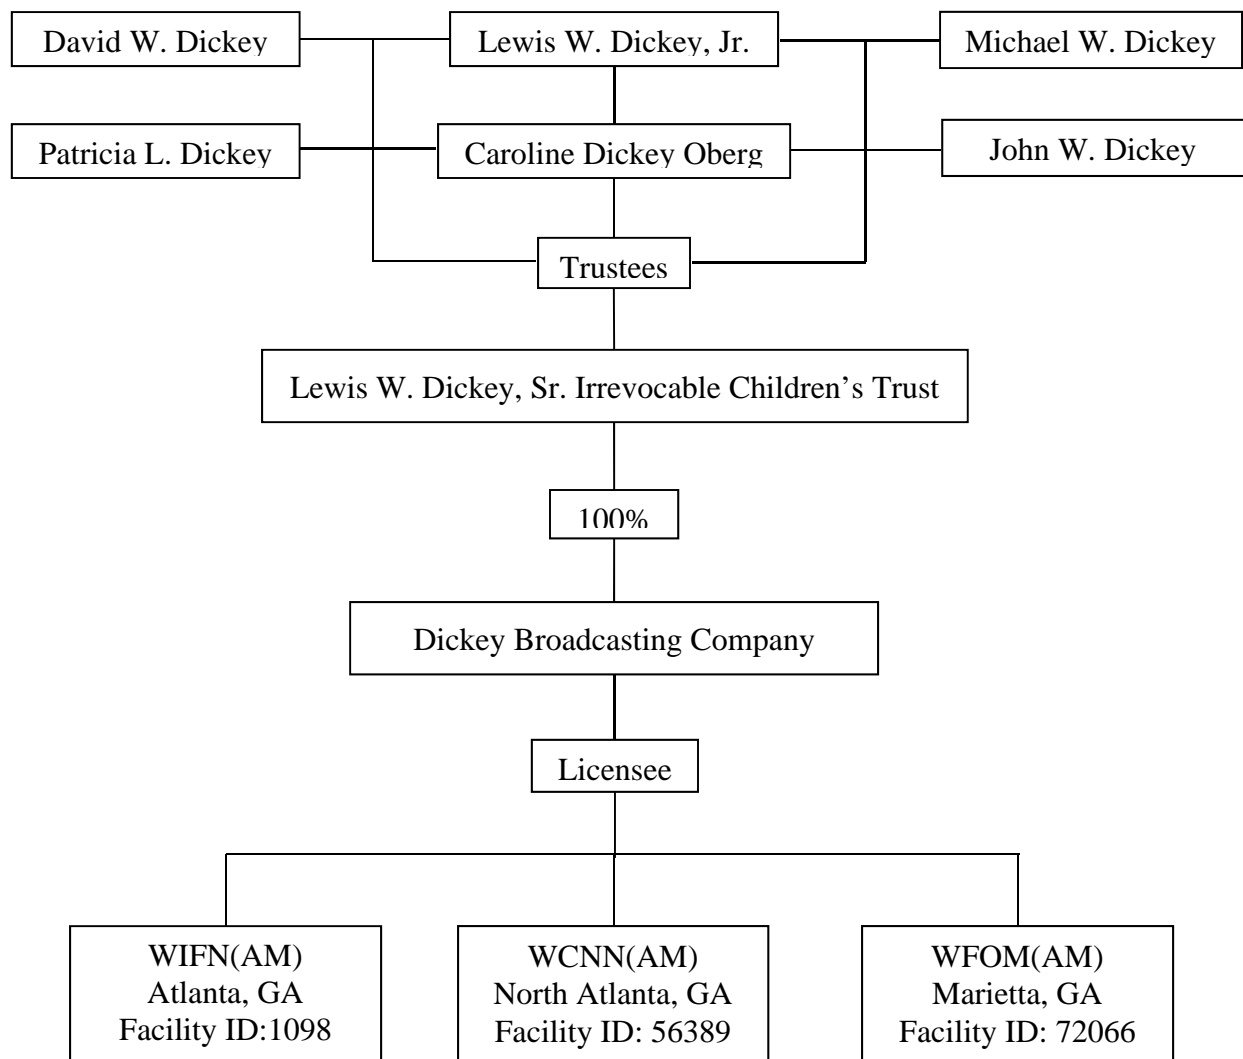 David W. Dickey
Lewis W. Dickey, Jr.
Michael W. Dickey
Patricia L. Dickey
Caroline Dickey Oberg
John W. Dickey
Trustees
Lewis W. Dickey, Sr. Irrevocable Children’s Trust
100%
Dickey Broadcasting Company
Licensee
WIFN(AM)
Atlanta, GA
Facility ID:1098
WCNN(AM)
North Atlanta, GA
Facility ID: 56389
WFOM(AM)
Marietta, GA
Facility ID: 72066